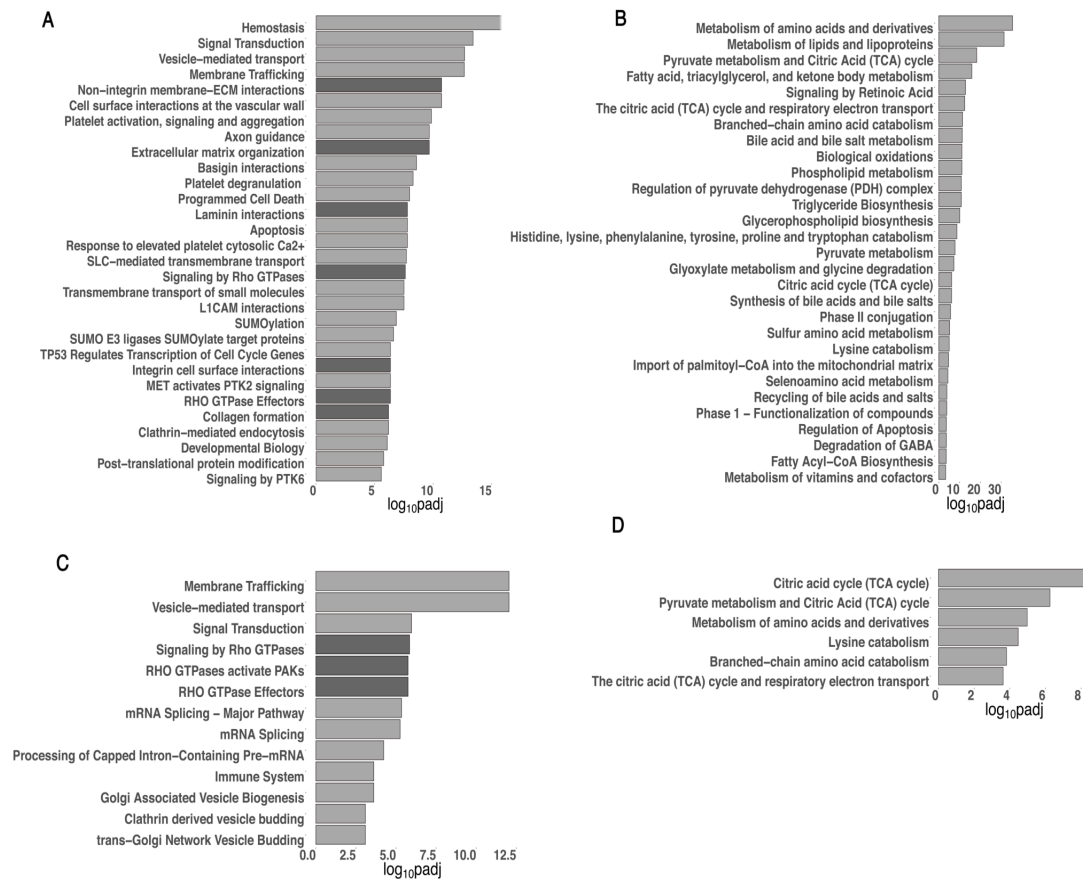 A
Hemostasis
Signal Transduction
Vesicle−mediated transport
Membrane Trafficking
Non−integrin membrane−ECM interactions
Cell surface interactions at the vascular wall
Platelet activation, signaling and aggregation
Axon guidance
Extracellular matrix organization
Basigin interactions
Platelet degranulation
Programmed Cell Death
Laminin interactions
Apoptosis
Response to elevated platelet cytosolic Ca2+
SLC−mediated transmembrane transport
Signaling by Rho GTPases
Transmembrane transport of small molecules
L1CAM interactions
SUMOylation
SUMO E3 ligases SUMOylate target proteins
TP53 Regulates Transcription of Cell Cycle Genes
Integrin cell surface interactions
MET activates PTK2 signaling
RHO GTPase Effectors
Collagen formation
Clathrin−mediated endocytosis
Developmental Biology
Post−translational protein modification
Signaling by PTK6
0 5 10 15
log₁₀padj
B
Metabolism of amino acids and derivatives
Metabolism of lipids and lipoproteins
Pyruvate metabolism and Citric Acid (TCA) cycle
Fatty acid, triacylglycerol, and ketone body metabolism
Signaling by Retinoic Acid
The citric acid (TCA) cycle and respiratory electron transport
Branched−chain amino acid catabolism
Bile acid and bile salt metabolism
Biological oxidations
Phospholipid metabolism
Regulation of pyruvate dehydrogenase (PDH) complex
Triglyceride Biosynthesis
Glycerophospholipid biosynthesis
Histidine, lysine, phenylalanine, tyrosine, proline and tryptophan catabolism
Pyruvate metabolism
Glyoxylate metabolism and glycine degradation
Citric acid cycle (TCA cycle)
Synthesis of bile acids and bile salts
Phase II conjugation
Sulfur amino acid metabolism
Lysine catabolism
Import of palmitoyl−CoA into the mitochondrial matrix
Selenoamino acid metabolism
Recycling of bile acids and salts
Phase 1 − Functionalization of compounds
Regulation of Apoptosis
Degradation of GABA
Fatty Acyl−CoA Biosynthesis
Metabolism of vitamins and cofactors
0 10 20 30
log₁₀padj
C
Membrane Trafficking
Vesicle−mediated transport
Signal Transduction
Signaling by Rho GTPases
RHO GTPases activate PAKs
RHO GTPase Effectors
mRNA Splicing − Major Pathway
mRNA Splicing
Processing of Capped Intron−Containing Pre−mRNA
Immune System
Golgi Associated Vesicle Biogenesis
Clathrin derived vesicle budding
trans−Golgi Network Vesicle Budding
0.0 2.5 5.0 7.5 10.0 12.5
log₁₀padj
D
Citric acid cycle (TCA cycle)
Pyruvate metabolism and Citric Acid (TCA) cycle
Metabolism of amino acids and derivatives
Lysine catabolism
Branched−chain amino acid catabolism
The citric acid (TCA) cycle and respiratory electron transport
0 2 4 6 8
log₁₀padj